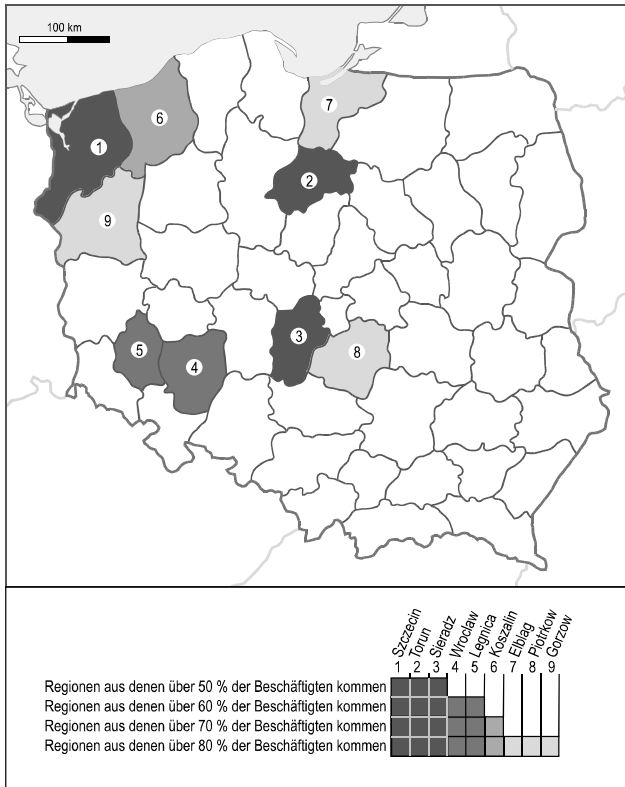 100 km
1
6
7
2
9
3
8
5
4
Szczecin
Torun
Sieradz
Wroclaw
Legnica
Koszalin
Elblag
Piotrkow
Gorzow
1 2 3 4 5 6 7 8 9
Regionen aus denen über 50 % der Beschäftigten kommen
Regionen aus denen über 60 % der Beschäftigten kommen
Regionen aus denen über 70 % der Beschäftigten kommen
Regionen aus denen über 80 % der Beschäftigten kommen